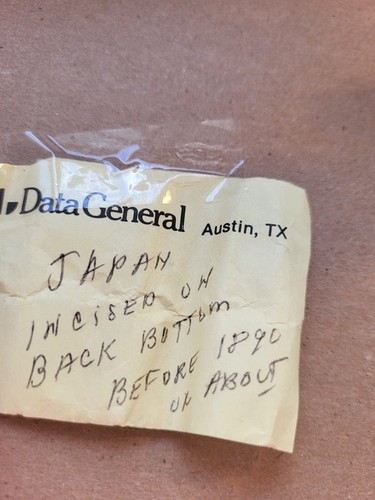 Data General Austin, TX
JAPAN
INCISED ON
BACK BOTTOM
BEFORE 1890
OR ABOUT